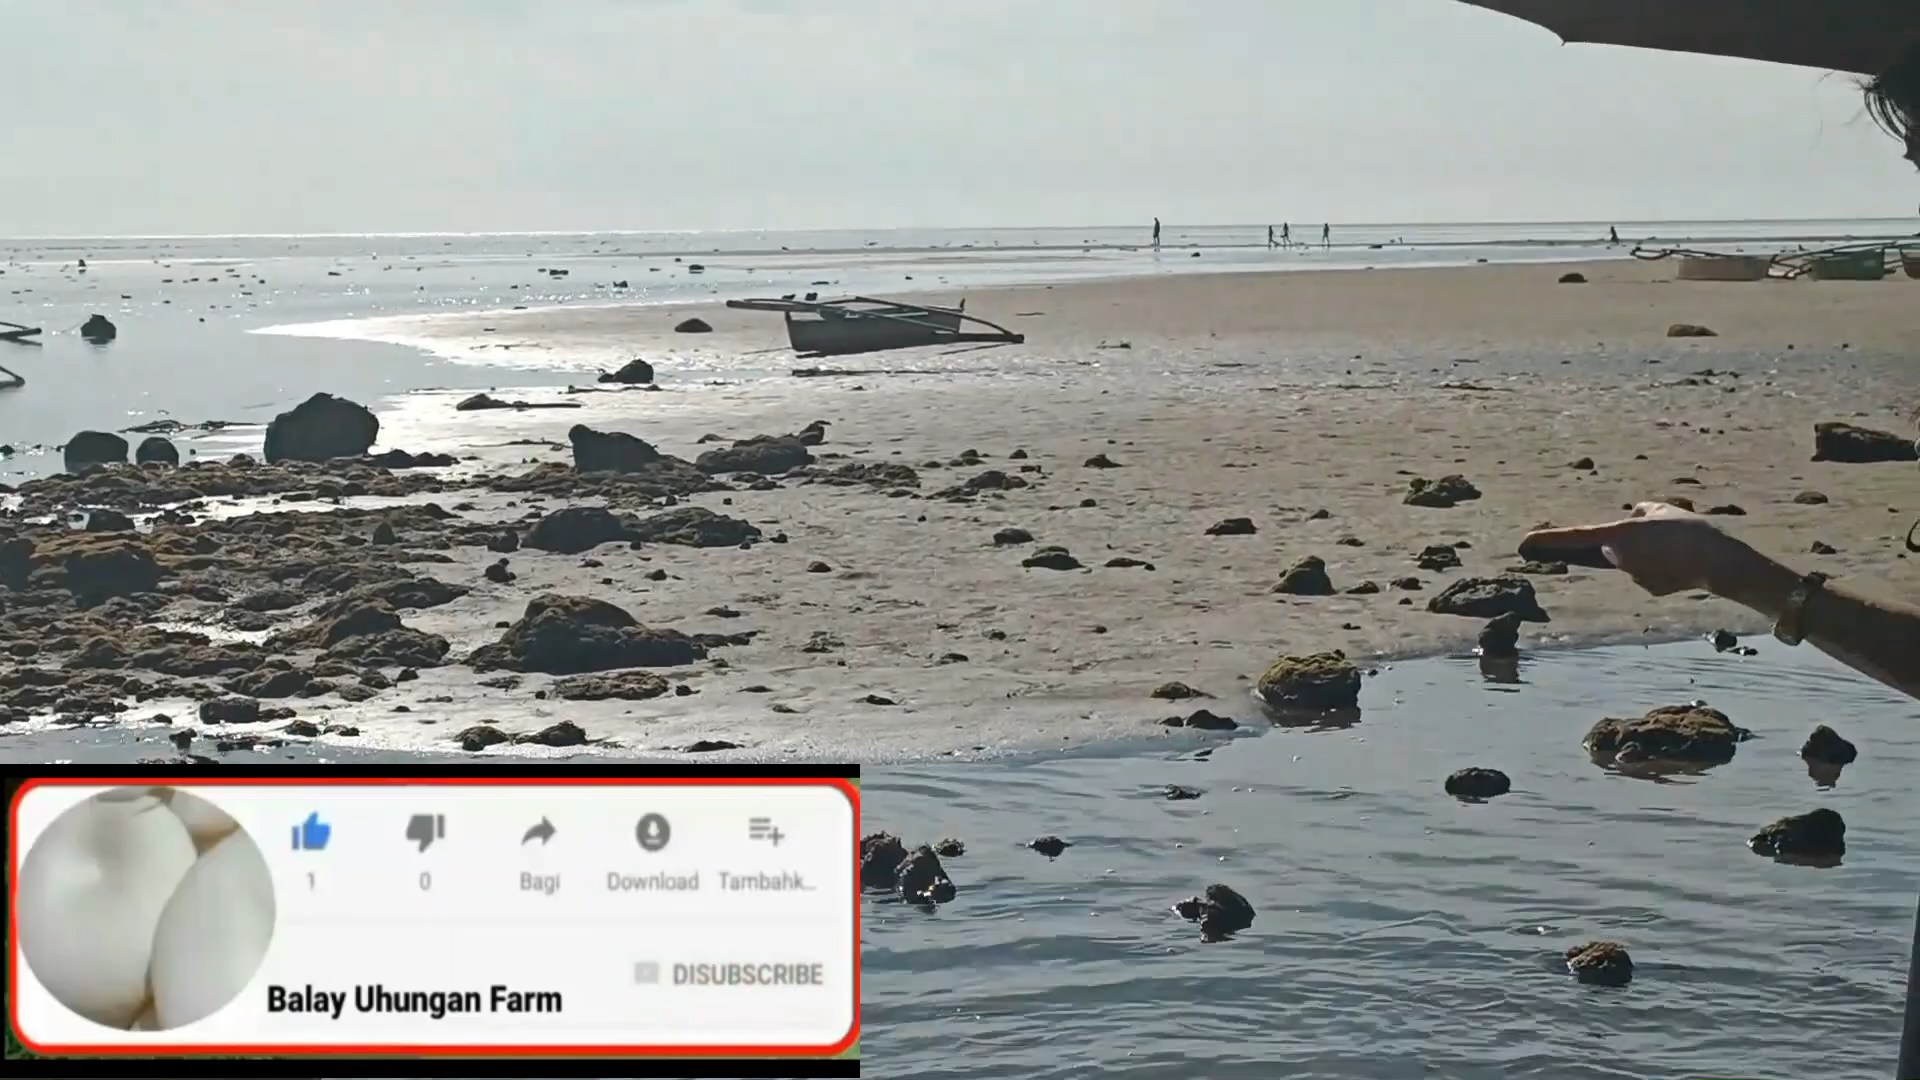 1
0
Bagi
Download
Tambahk...
DISUBSCRIBE
Balay Uhungan Farm